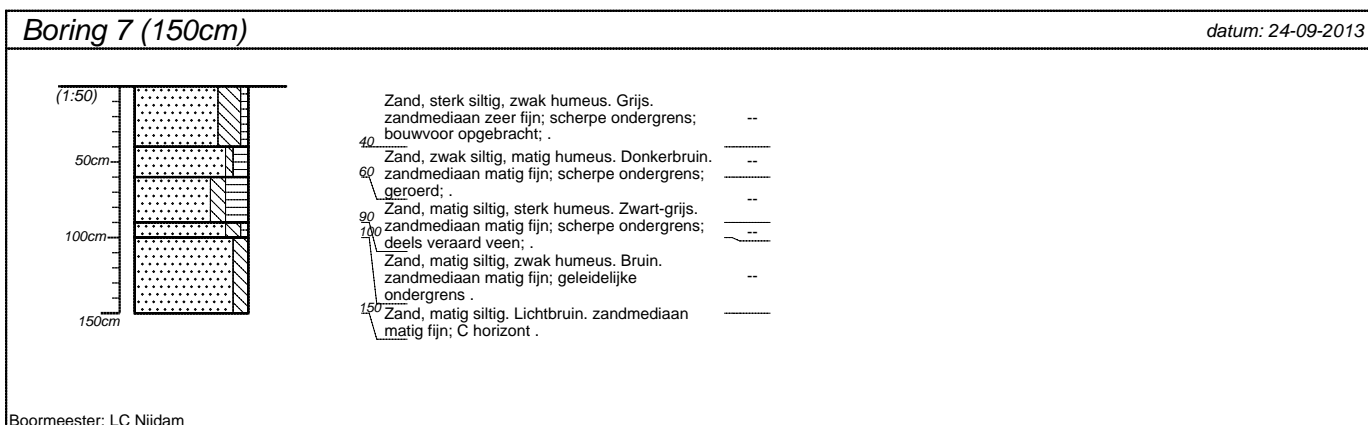 Boring 7 (150cm)
datum: 24-09-2013
(1:50)
50cm
100cm
150cm
Zand, sterk siltig, zwak humeus. Grijs.
zandmediaan zeer fijn; scherpe ondergrens;
bouwvoor opgebracht; .
--
40
Zand, zwak siltig, matig humeus. Donkerbruin.
zandmediaan matig fijn; scherpe ondergrens;
geroerd; .
--
60
Zand, matig siltig, sterk humeus. Zwart-grijs.
zandmediaan matig fijn; scherpe ondergrens;
deels veraard veen; .
--
90
Zand, matig siltig, zwak humeus. Bruin.
zandmediaan matig fijn; geleidelijke
ondergrens .
--
100
Zand, matig siltig. Lichtbruin. zandmediaan
matig fijn; C horizont .
--
150
Boormeester: LC Nijdam